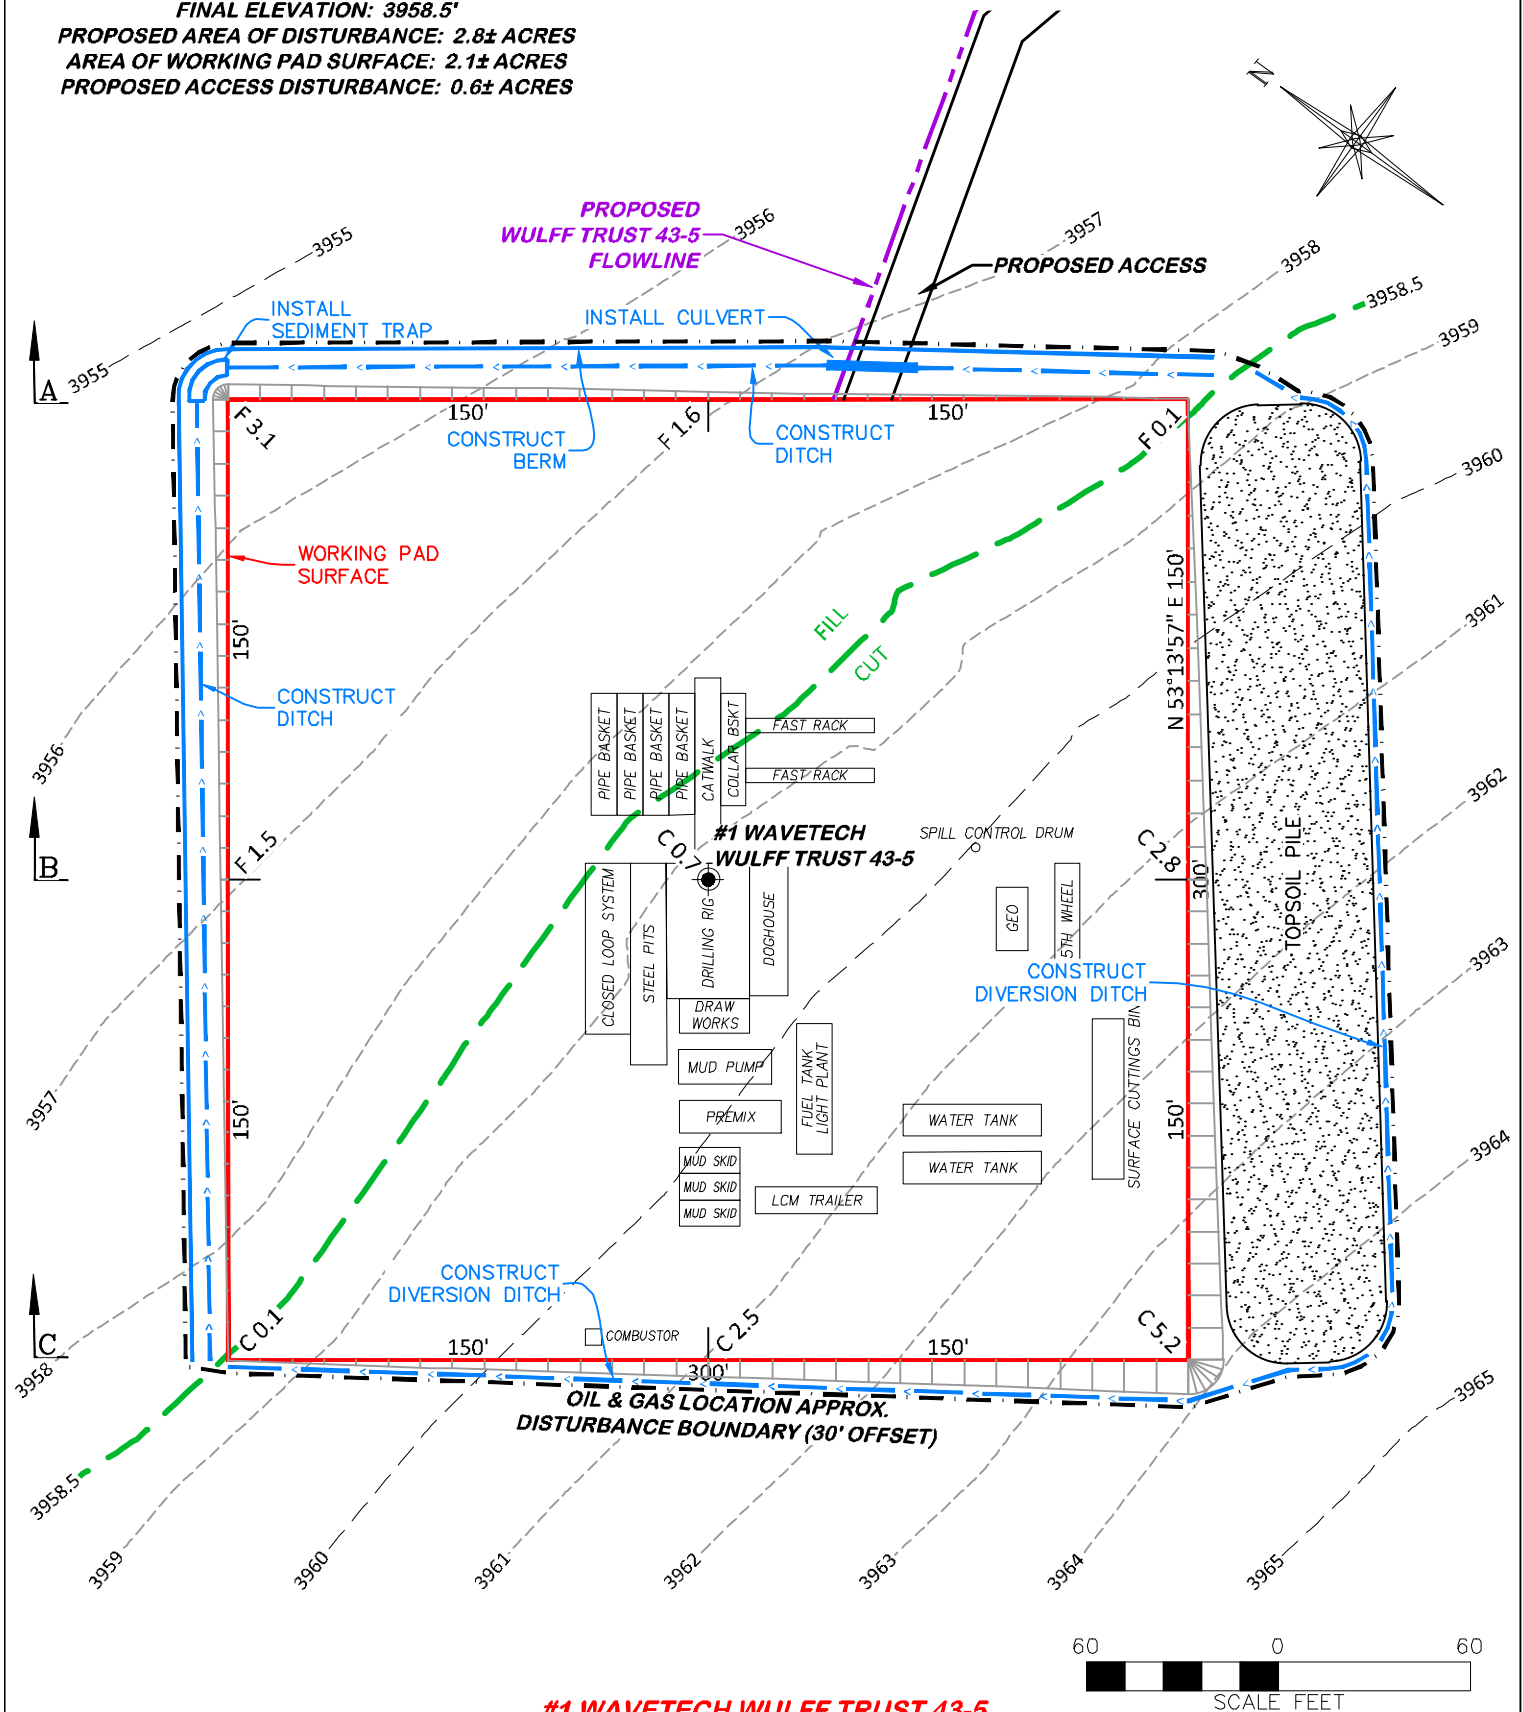 FINAL ELEVATION: 3958.5'
PROPOSED AREA OF DISTURBANCE: 2.8± ACRES
AREA OF WORKING PAD SURFACE: 2.1± ACRES
PROPOSED ACCESS DISTURBANCE: 0.6± ACRES
N
PROPOSED
WULFF TRUST 43-5
FLOWLINE
3955
3956
3957
3958
3958.5
3959
PROPOSED ACCESS
INSTALL
SEDIMENT TRAP
INSTALL CULVERT
A
3955
F 3.1
150'
F 1.6
150'
F 0.1
CONSTRUCT
BERM
CONSTRUCT
DITCH
3960
WORKING PAD
SURFACE
150'
N 53°13'57" E 150'
3961
FILL
CUT
CONSTRUCT
DITCH
3956
PIPE BASKET
PIPE BASKET
PIPE BASKET
PIPE BASKET
CATWALK
COLLAR BSKT
FAST RACK
FAST RACK
3962
B
F 1.5
C 0.7
#1 WAVETECH
WULFF TRUST 43-5
SPILL CONTROL DRUM
C 2.8
300'
TOPSOIL PILE
CLOSED LOOP SYSTEM
STEEL PITS
DRILLING RIG
DOGHOUSE
GEO
5TH WHEEL
3963
CONSTRUCT
DIVERSION DITCH
DRAW
WORKS
MUD PUMP
FUEL TANK
LIGHT PLANT
SURFACE CUTTINGS BIN
3957
150'
PREMIX
WATER TANK
150'
3964
MUD SKID
MUD SKID
MUD SKID
WATER TANK
LCM TRAILER
CONSTRUCT
DIVERSION DITCH
C
C 0.1
150'
COMBUSTOR
C 2.5
300'
150'
C 5.2
3958
3965
OIL & GAS LOCATION APPROX.
DISTURBANCE BOUNDARY (30' OFFSET)
3958.5
3959
3960
3961
3962
3963
3964
3965
60 0 60
SCALE FEET
#1 WAVETECH WULFF TRUST 43-5